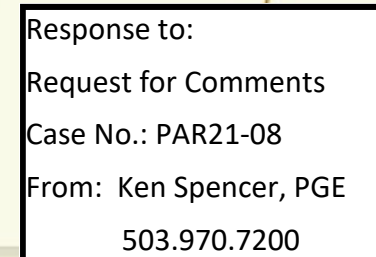 Response to:
Request for Comments
Case No.: PAR21-08
From: Ken Spencer, PGE
503.970.7200